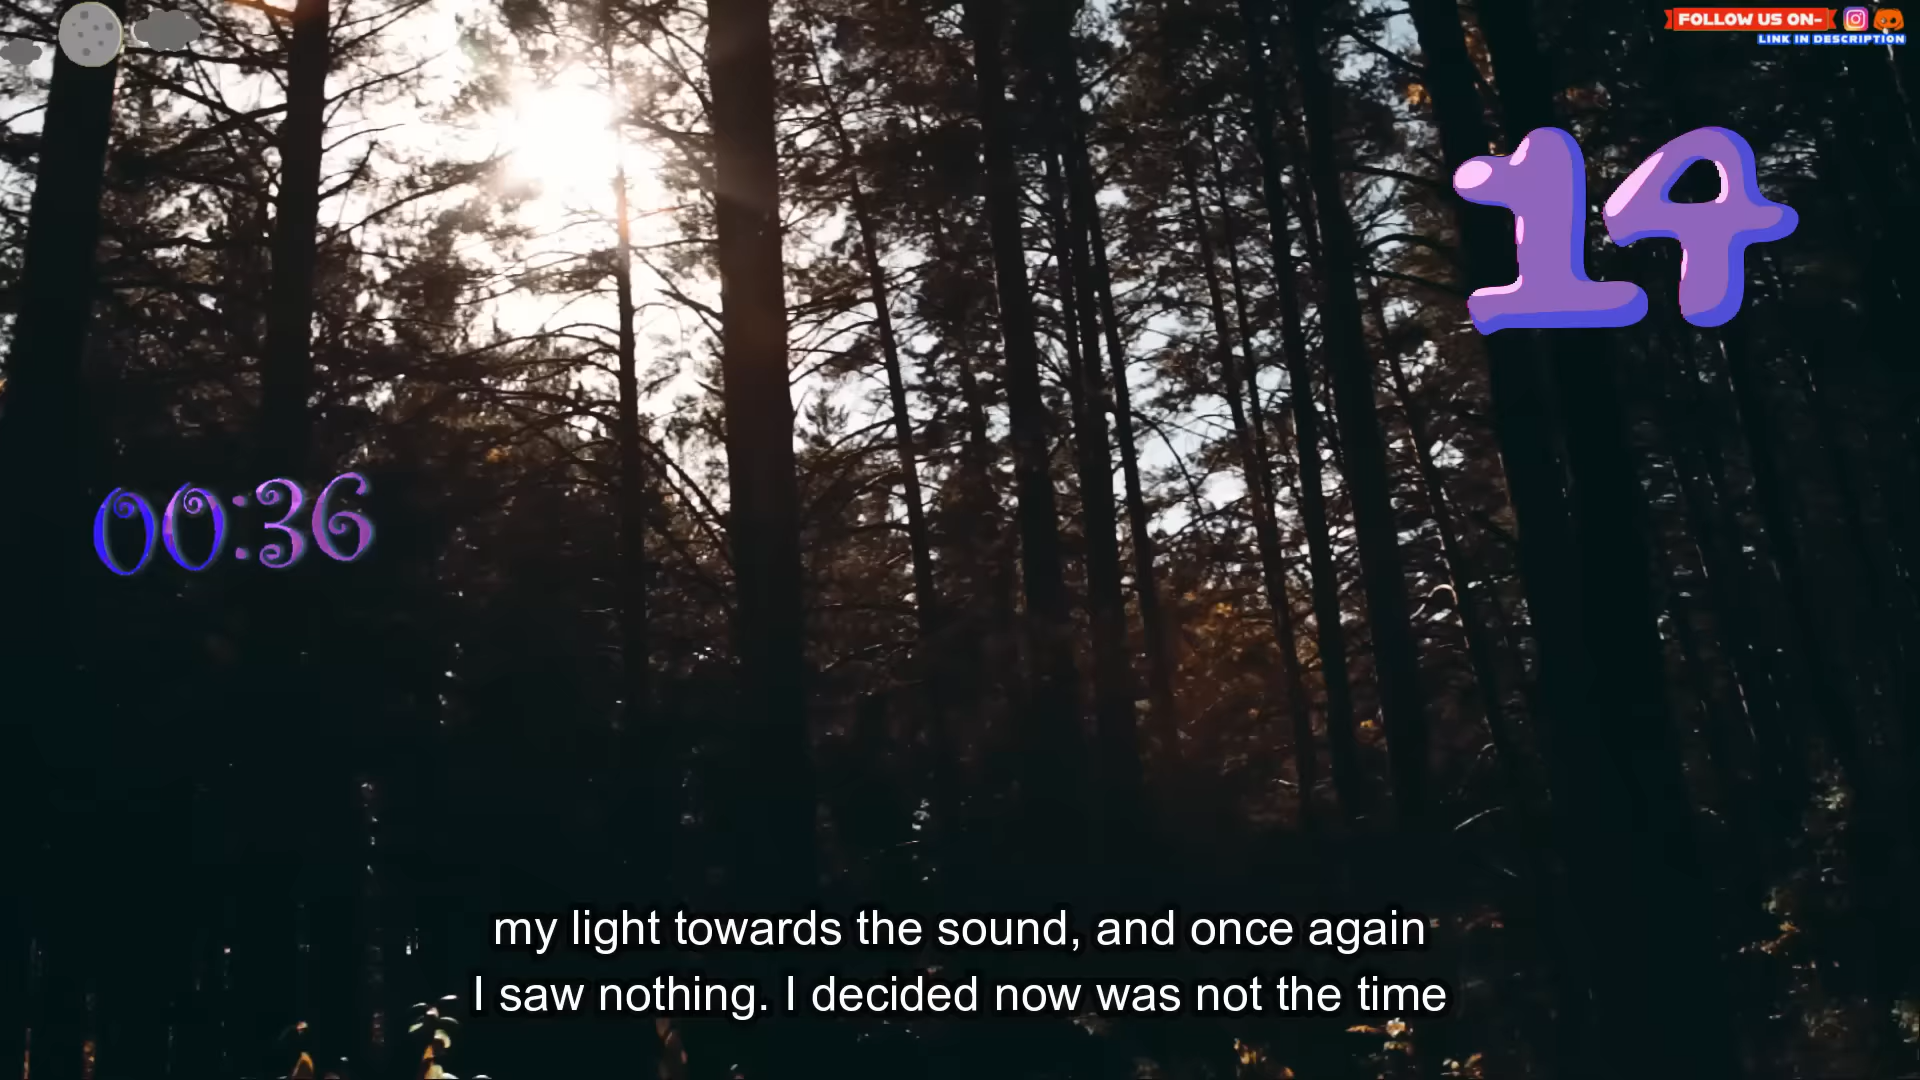 FOLLOW US ON-
LINK IN DESCRIPTION
14
00:36
my light towards the sound, and once again
I saw nothing. I decided now was not the time